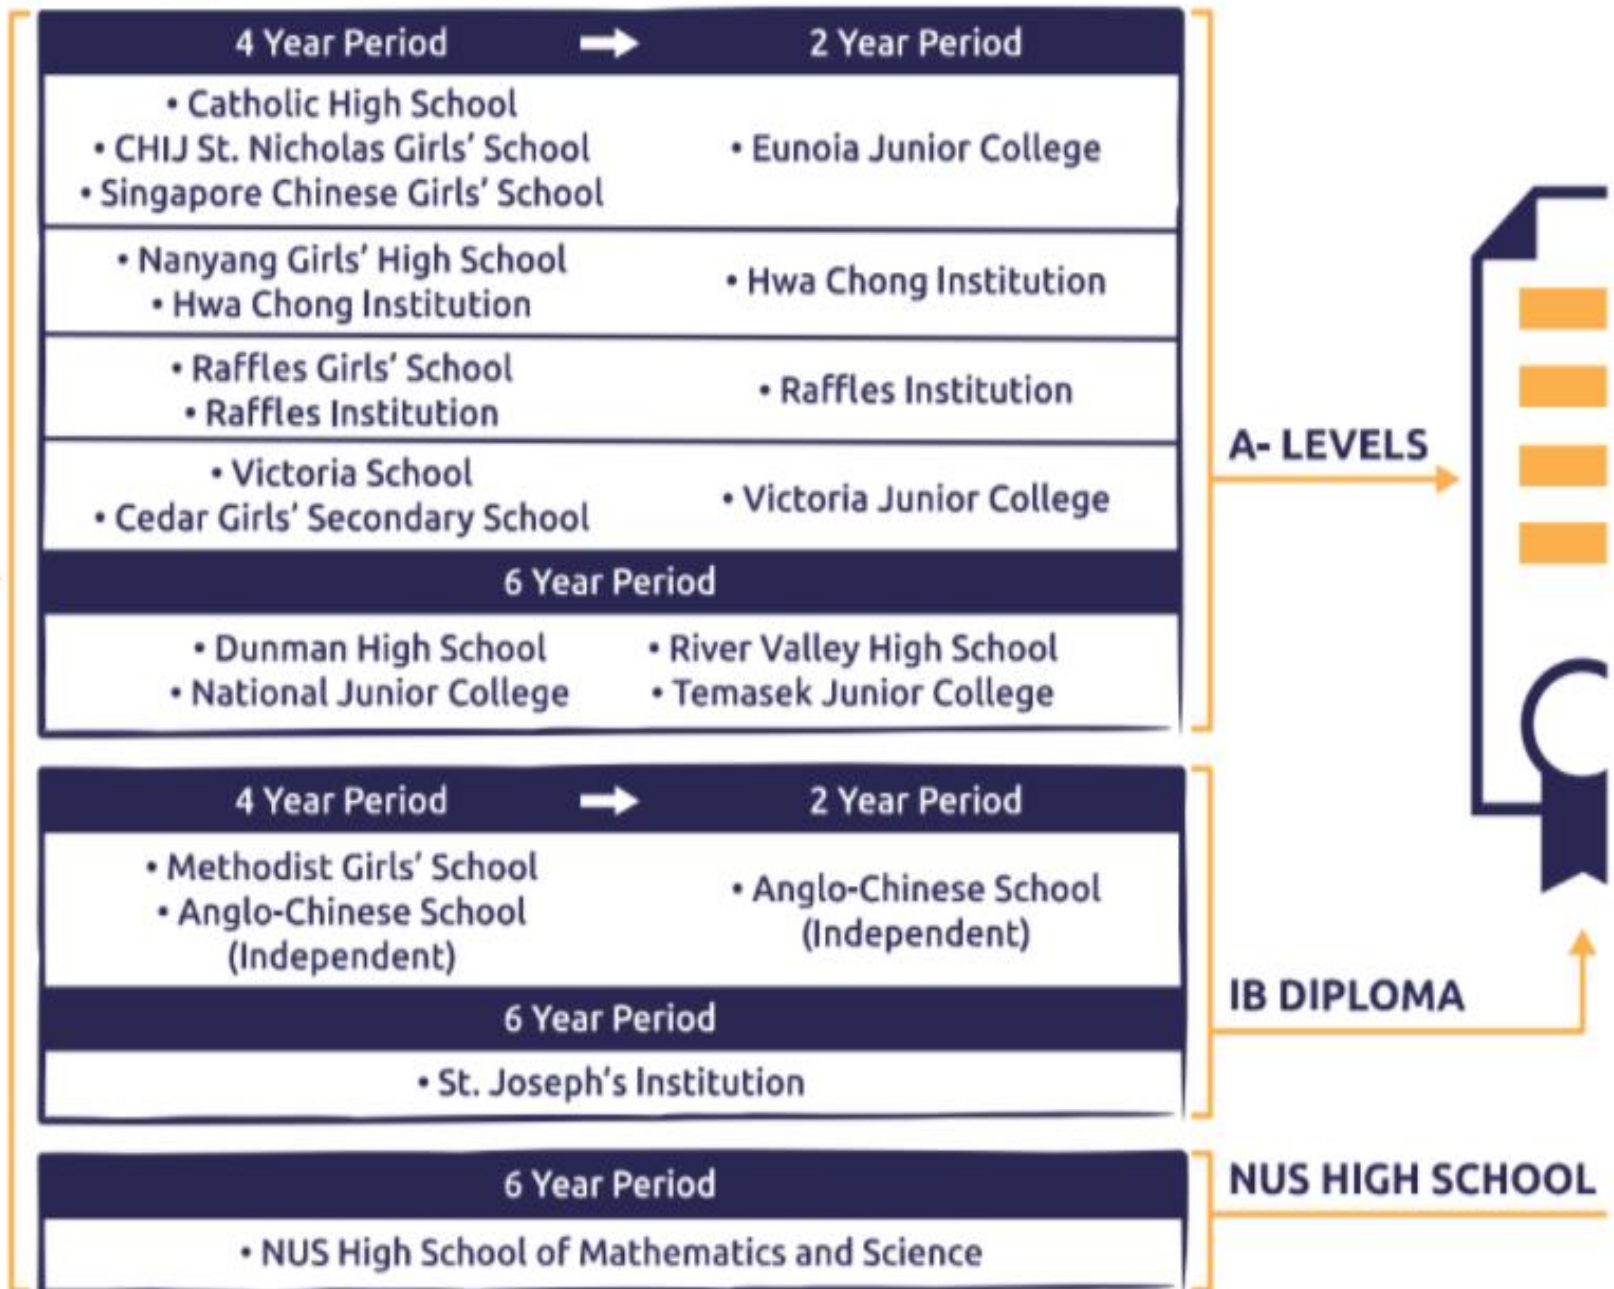 4 Year Period → 2 Year Period
• Catholic High School
• CHIJ St. Nicholas Girls' School
• Singapore Chinese Girls' School
• Eunoia Junior College
• Nanyang Girls' High School
• Hwa Chong Institution
• Hwa Chong Institution
• Raffles Girls' School
• Raffles Institution
• Raffles Institution
• Victoria School
• Cedar Girls' Secondary School
• Victoria Junior College
6 Year Period
• Dunman High School
• National Junior College
• River Valley High School
• Temasek Junior College
A- LEVELS
4 Year Period → 2 Year Period
• Methodist Girls' School
• Anglo-Chinese School
(Independent)
• Anglo-Chinese School
(Independent)
6 Year Period
• St. Joseph's Institution
IB DIPLOMA
6 Year Period
• NUS High School of Mathematics and Science
NUS HIGH SCHOOL